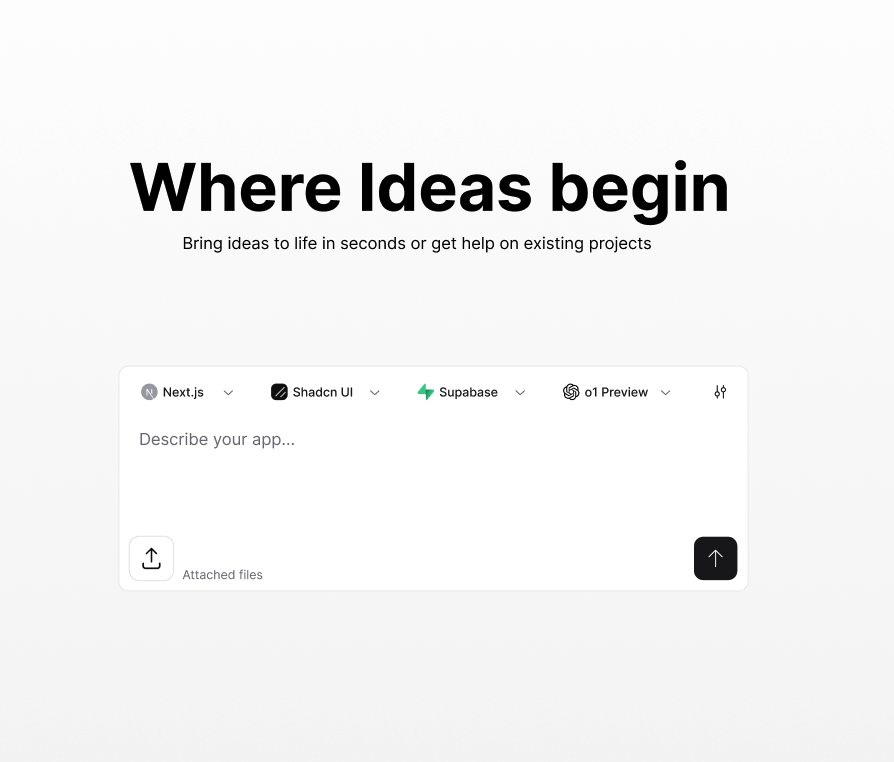 Where Ideas begin
Bring ideas to life in seconds or get help on existing projects
Next.js Shadcn UI Supabase o1 Preview
Describe your app...
Attached files